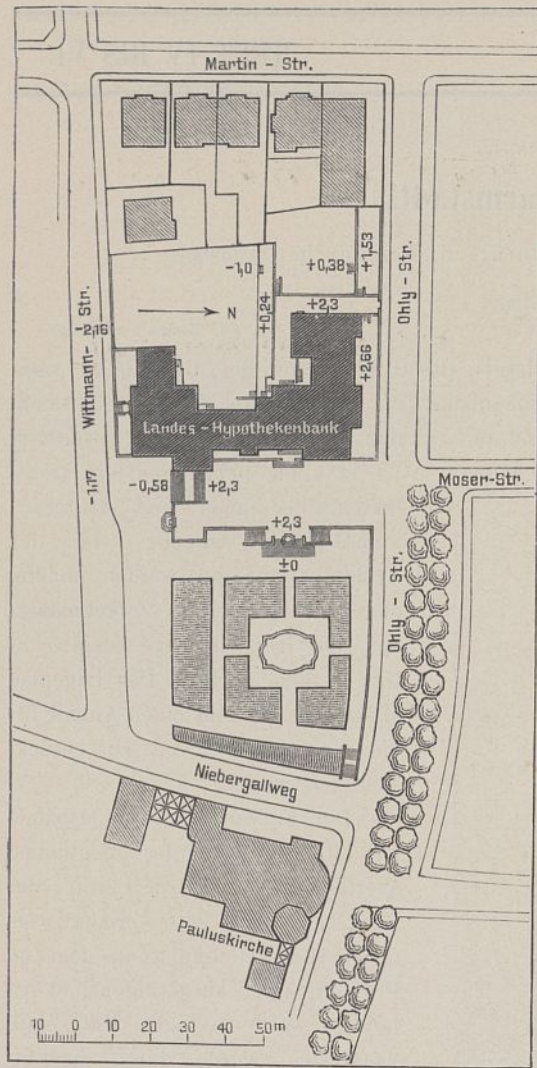 Martin - Str.
-1,0
+0,38
+1,53
Ohly - Str.
+0,24
+2,3
N
-2,16
Wittmann- Str.
+2,66
Landes - Hypothekenbank
-1,17
-0,58
+2,3
Moser-Str.
+2,3
±0
Ohly - Str.
Niebergallweg
Pauluskirche
10 0 10 20 30 40 50m